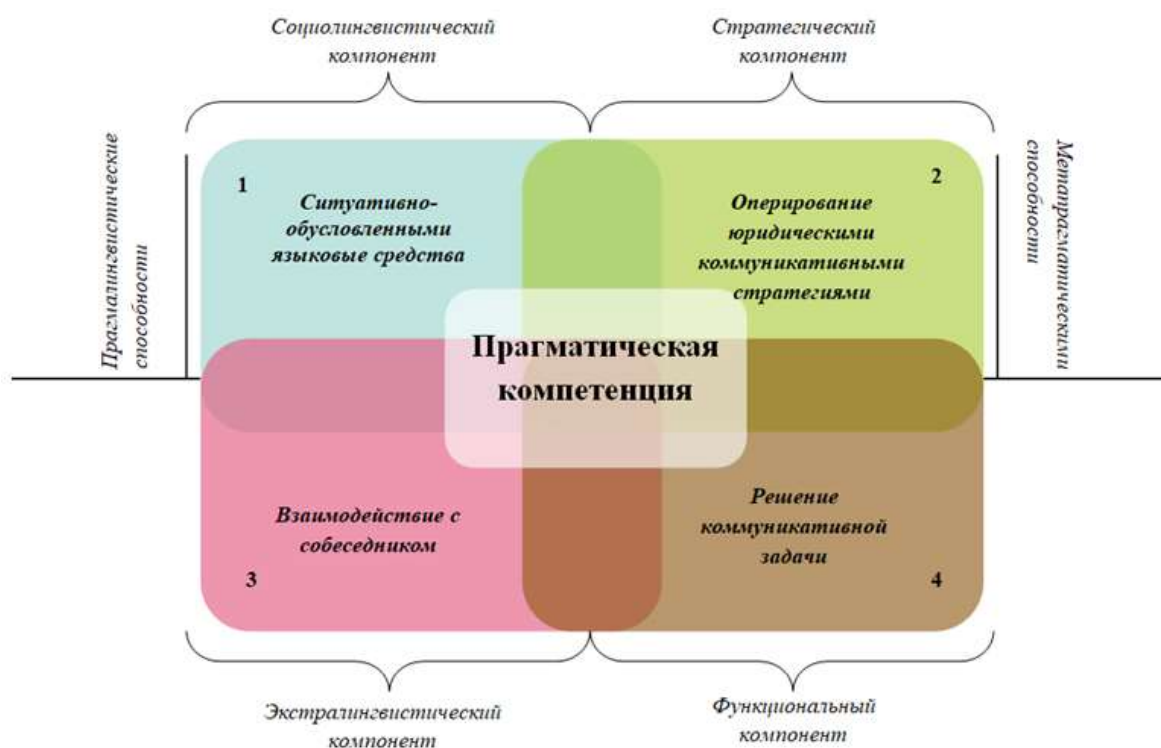 Социолингвистический
компонент
Стратегический
компонент
Прагмалингвистические
способности
Метапрагматическими
способности
1
Ситуативно-
обусловленными
языковые средства
2
Оперирование
юридическими
коммуникативными
стратегиями
Прагматическая
компетенция
Взаимодействие с
собеседником
3
Решение
коммуникативной
задачи
4
Экстралингвистический
компонент
Функциональный
компонент